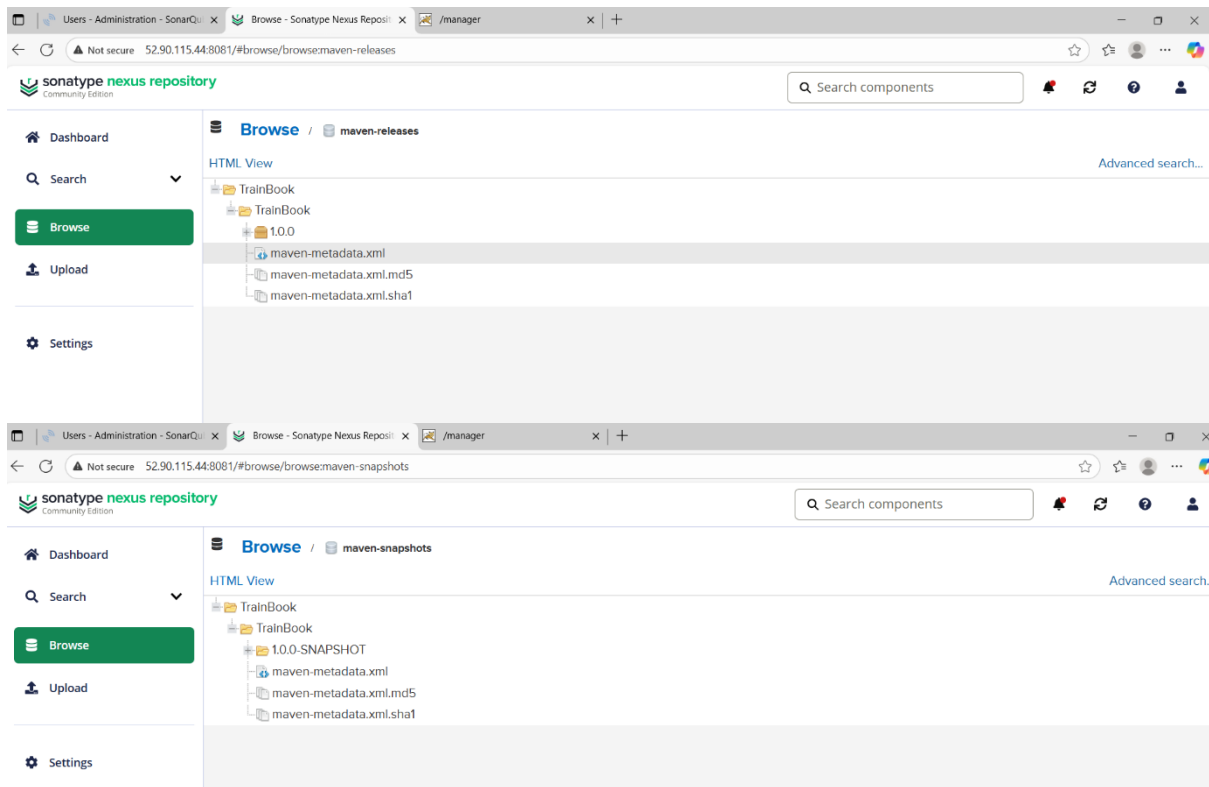 Users - Administration - SonarQu
Browse - Sonatype Nexus Reposit
/manager
Not secure 52.90.115.44:8081/#browse/browse:maven-releases
sonatype nexus repository
Community Edition
Search components
Dashboard
Browse / maven-releases
HTML View
Advanced search...
Search
TrainBook
TrainBook
Browse
1.0.0
maven-metadata.xml
Upload
maven-metadata.xml.md5
maven-metadata.xml.sha1
Settings
Users - Administration - SonarQu
Browse - Sonatype Nexus Reposit
/manager
Not secure 52.90.115.44:8081/#browse/browse:maven-snapshots
sonatype nexus repository
Community Edition
Search components
Dashboard
Browse / maven-snapshots
HTML View
Advanced search.
Search
TrainBook
TrainBook
Browse
1.0.0-SNAPSHOT
maven-metadata.xml
Upload
maven-metadata.xml.md5
maven-metadata.xml.sha1
Settings